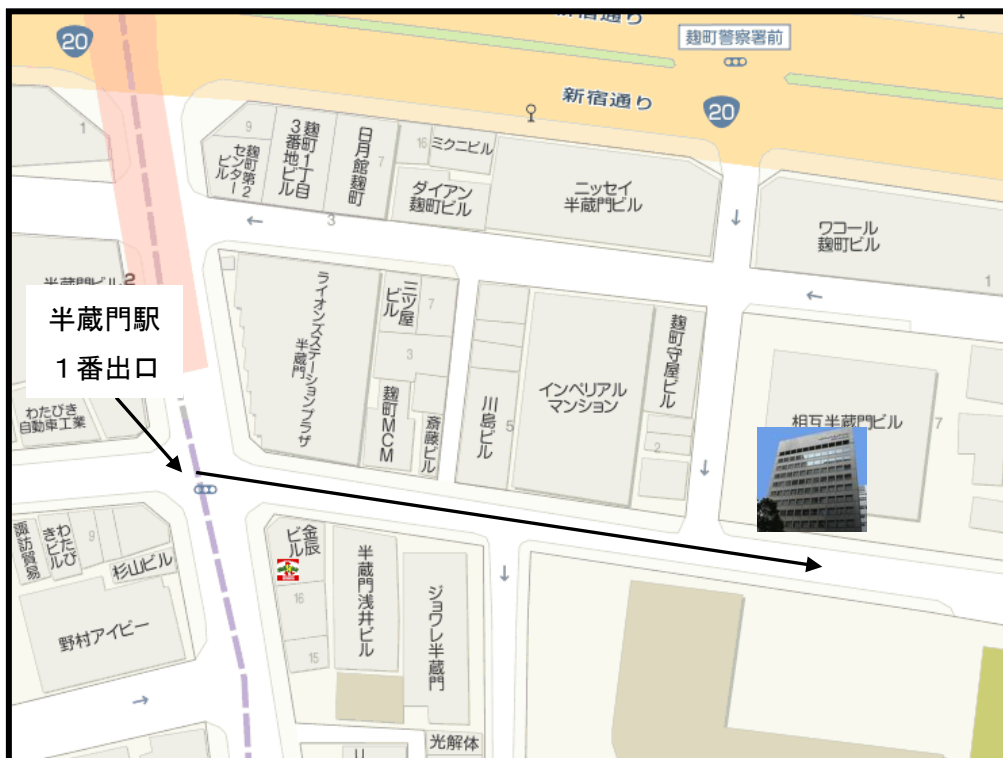 新宿通り
20
麹町警察署前
新宿通り
20
1
9
麹町第2
センター
ビル
麹町1丁目
3番地ビル
日月館麹町
7
16
ミクニビル
ダイアン
麹町ビル
ニッセイ
半蔵門ビル
ワコール
麹町ビル
3
1
半蔵門ビル
2
半蔵門駅
1番出口
ライオンズステーションプラザ
半蔵門
三ツ屋
ビル
7
3
麹町MCM
斎藤ビル
川島ビル
5
インペリアル
マンション
麹町守屋ビル
2
相互半蔵門ビル
7
わたびき
自動車工業
諏訪貿易
わたび
きビル
9
杉山ビル
野村アイビー
金辰
ビル
16
15
半蔵門浅井ビル
ジョワレ半蔵門
光解体